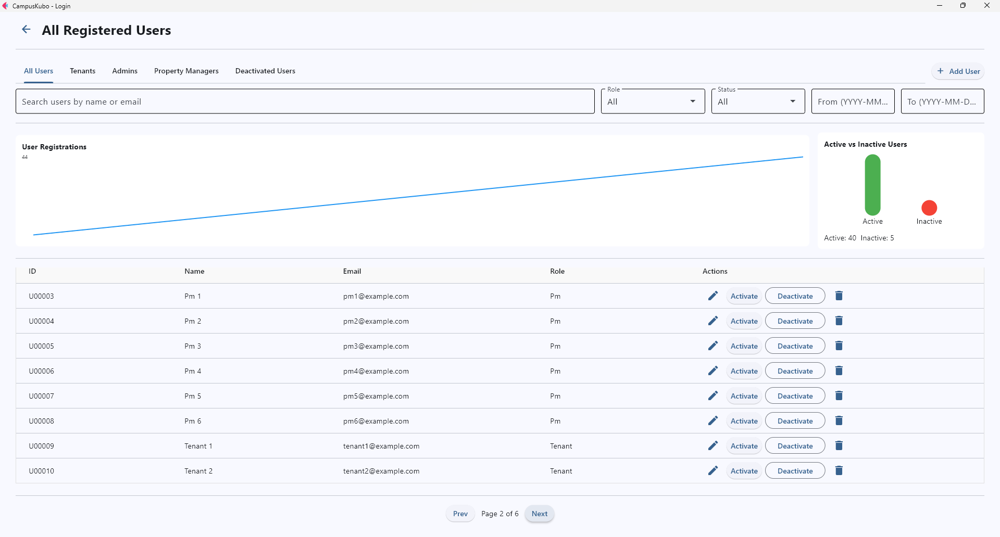 CampusKubo - Login
All Registered Users
All Users Tenants Admins Property Managers Deactivated Users + Add User
Role Status
Search users by name or email All All From (YYYY-MM... To (YYYY-MM-D...
User Registrations
44
Active vs Inactive Users
Active Inactive
Active: 40 Inactive: 5
ID Name Email Role Actions
U00003 Pm 1 pm1@example.com Pm Activate Deactivate
U00004 Pm 2 pm2@example.com Pm Activate Deactivate
U00005 Pm 3 pm3@example.com Pm Activate Deactivate
U00006 Pm 4 pm4@example.com Pm Activate Deactivate
U00007 Pm 5 pm5@example.com Pm Activate Deactivate
U00008 Pm 6 pm6@example.com Pm Activate Deactivate
U00009 Tenant 1 tenant1@example.com Tenant Activate Deactivate
U00010 Tenant 2 tenant2@example.com Tenant Activate Deactivate
Prev Page 2 of 6 Next